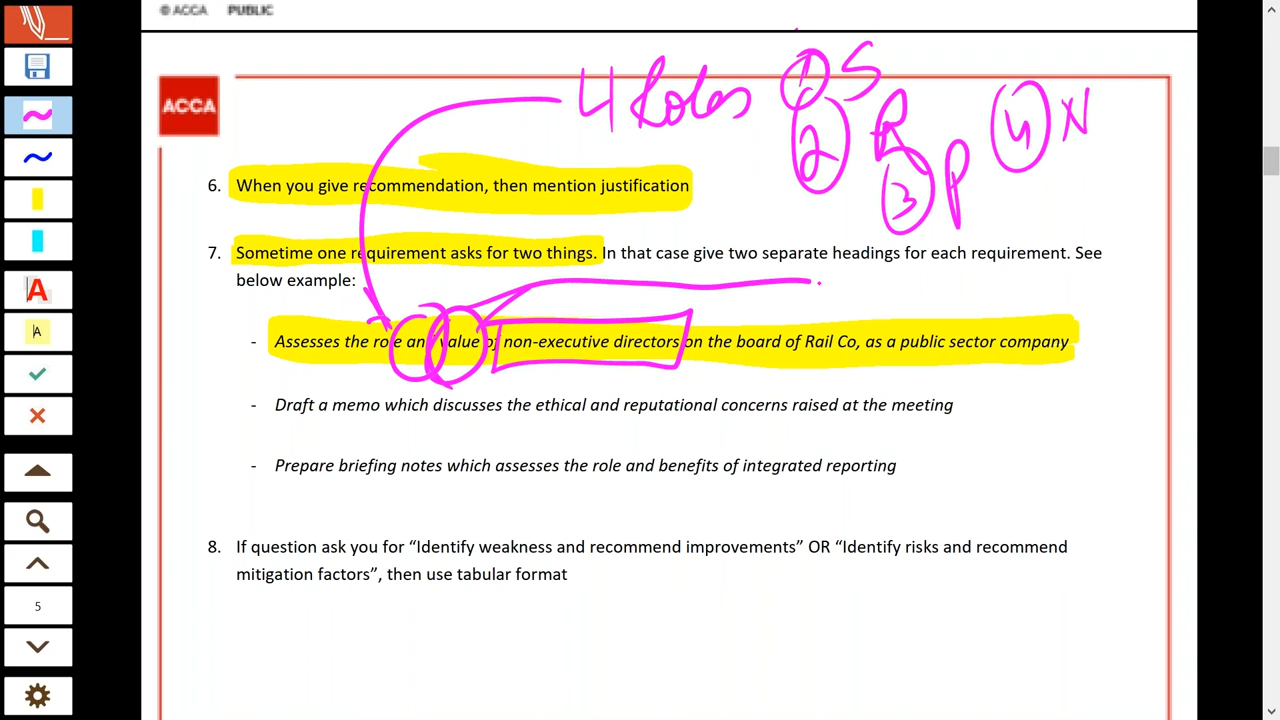 © ACCA PUBLIC
4 Roles 1 S
2 R
3 P
4 N
ACCA
6. When you give recommendation, then mention justification
7. Sometime one requirement asks for two things. In that case give two separate headings for each requirement. See
below example:
- Assesses the role and value of non-executive directors on the board of Rail Co, as a public sector company
- Draft a memo which discusses the ethical and reputational concerns raised at the meeting
- Prepare briefing notes which assesses the role and benefits of integrated reporting
8. If question ask you for “Identify weakness and recommend improvements” OR “Identify risks and recommend
mitigation factors”, then use tabular format
A
A
5